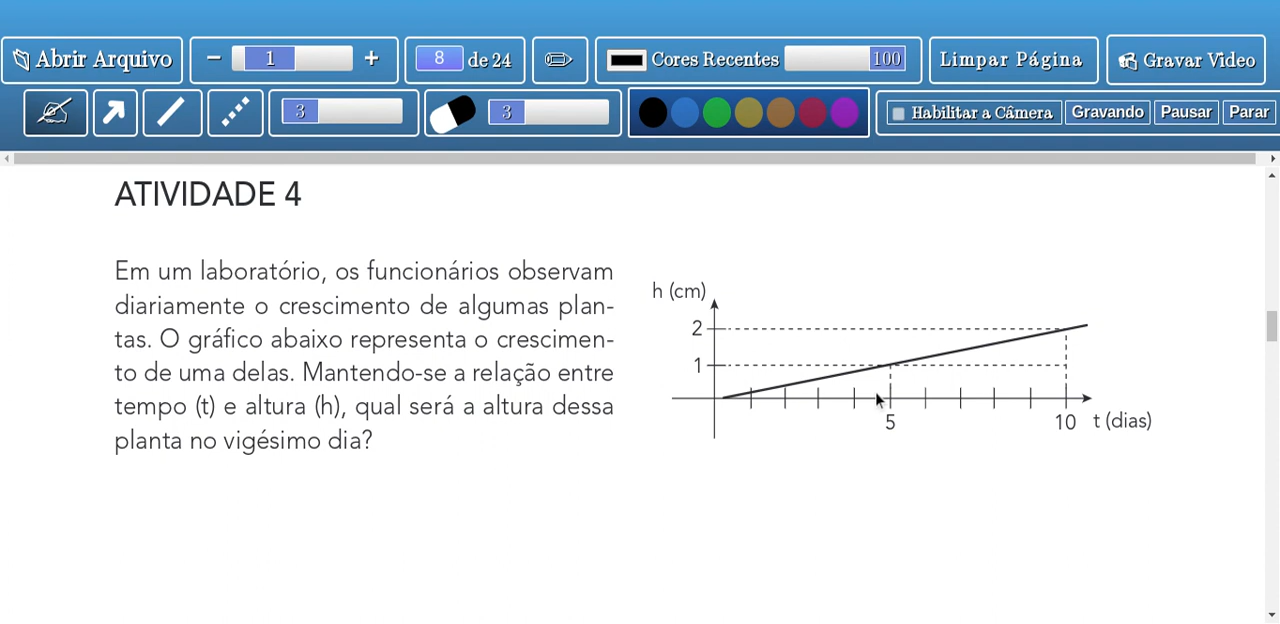 Abrir Arquivo − 1 + 8 de 24 Cores Recentes 100 Limpar Página Gravar Video
3 3 Habilitar a Câmera Gravando Pausar Parar
ATIVIDADE 4
Em um laboratório, os funcionários observam
diariamente o crescimento de algumas plan-
tas. O gráfico abaixo representa o crescimen-
to de uma delas. Mantendo-se a relação entre
tempo (t) e altura (h), qual será a altura dessa
planta no vigésimo dia?
h (cm)
2
1
5 10 t (dias)